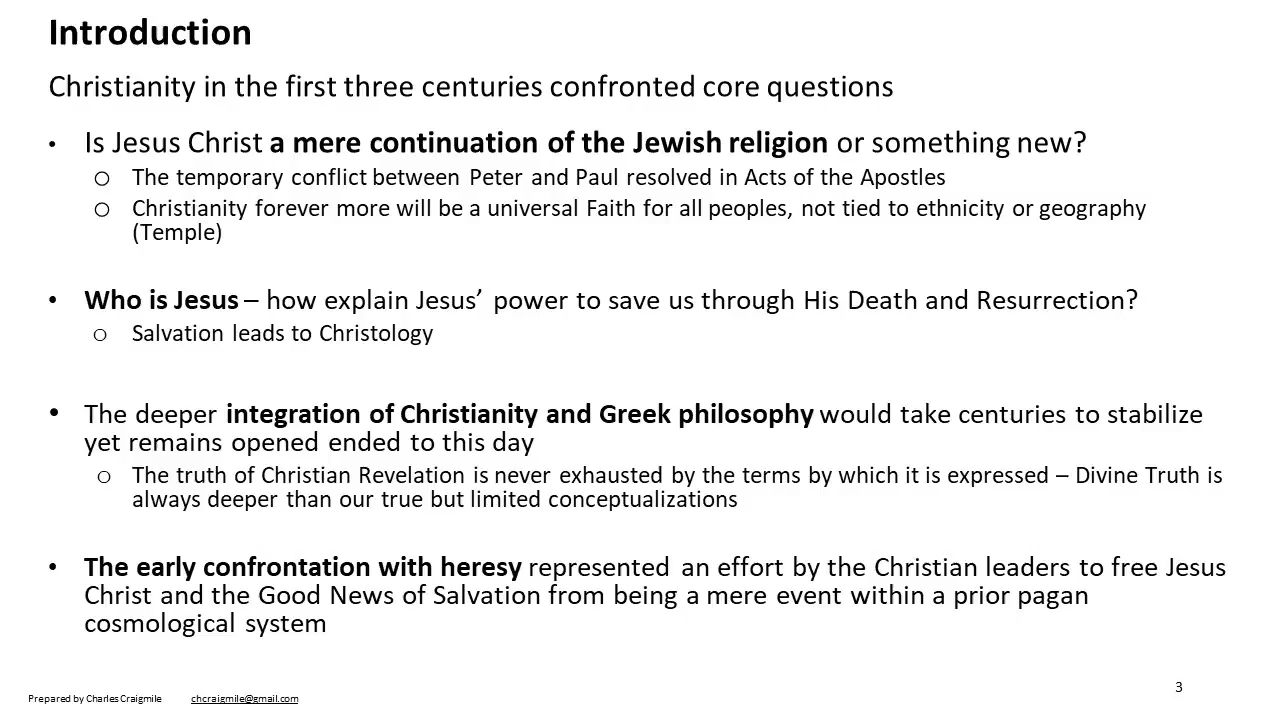 Introduction
Christianity in the first three centuries confronted core questions
• Is Jesus Christ a mere continuation of the Jewish religion or something new?
o The temporary conflict between Peter and Paul resolved in Acts of the Apostles
o Christianity forever more will be a universal Faith for all peoples, not tied to ethnicity or geography
(Temple)
• Who is Jesus – how explain Jesus’ power to save us through His Death and Resurrection?
o Salvation leads to Christology
• The deeper integration of Christianity and Greek philosophy would take centuries to stabilize
yet remains opened ended to this day
o The truth of Christian Revelation is never exhausted by the terms by which it is expressed – Divine Truth is
always deeper than our true but limited conceptualizations
• The early confrontation with heresy represented an effort by the Christian leaders to free Jesus
Christ and the Good News of Salvation from being a mere event within a prior pagan
cosmological system
Prepared by Charles Craigmile chcraigmile@gmail.com
3